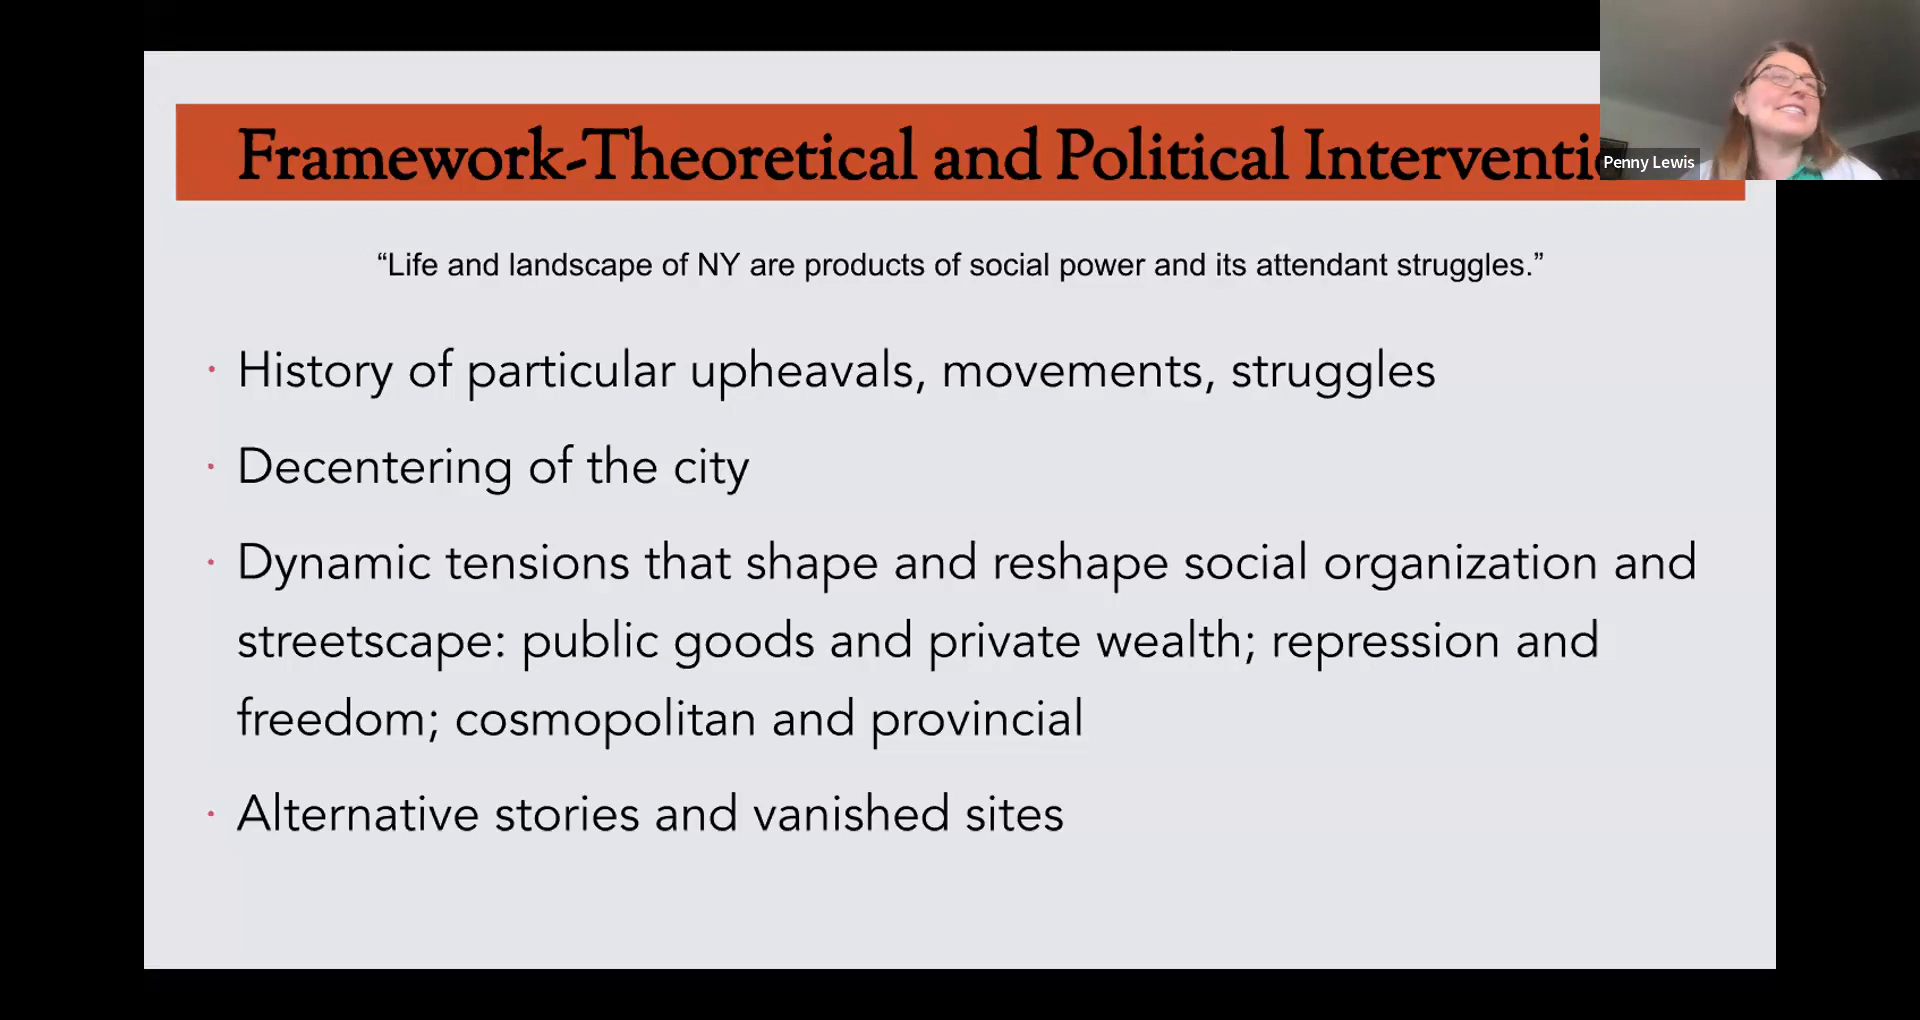 Framework-Theoretical and Political Interventi
Penny Lewis
“Life and landscape of NY are products of social power and its attendant struggles.”
· History of particular upheavals, movements, struggles
· Decentering of the city
· Dynamic tensions that shape and reshape social organization and
streetscape: public goods and private wealth; repression and
freedom; cosmopolitan and provincial
· Alternative stories and vanished sites